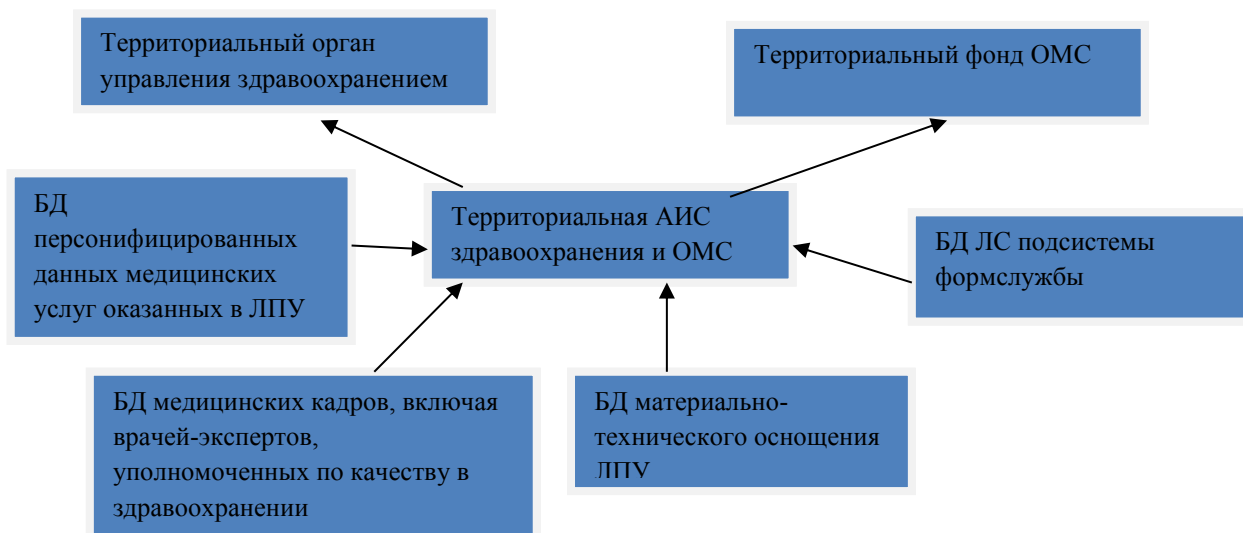 Территориальный орган
управления здравоохранением
Территориальный фонд ОМС
БД
персонифицированных
данных медицинских
услуг оказанных в ЛПУ
Территориальная АИС
здравоохранения и ОМС
БД ЛС подсистемы
формслужбы
БД медицинских кадров, включая
врачей-экспертов,
уполномоченных по качеству в
здравоохранении
БД материально-
технического оснощения
ЛПУ